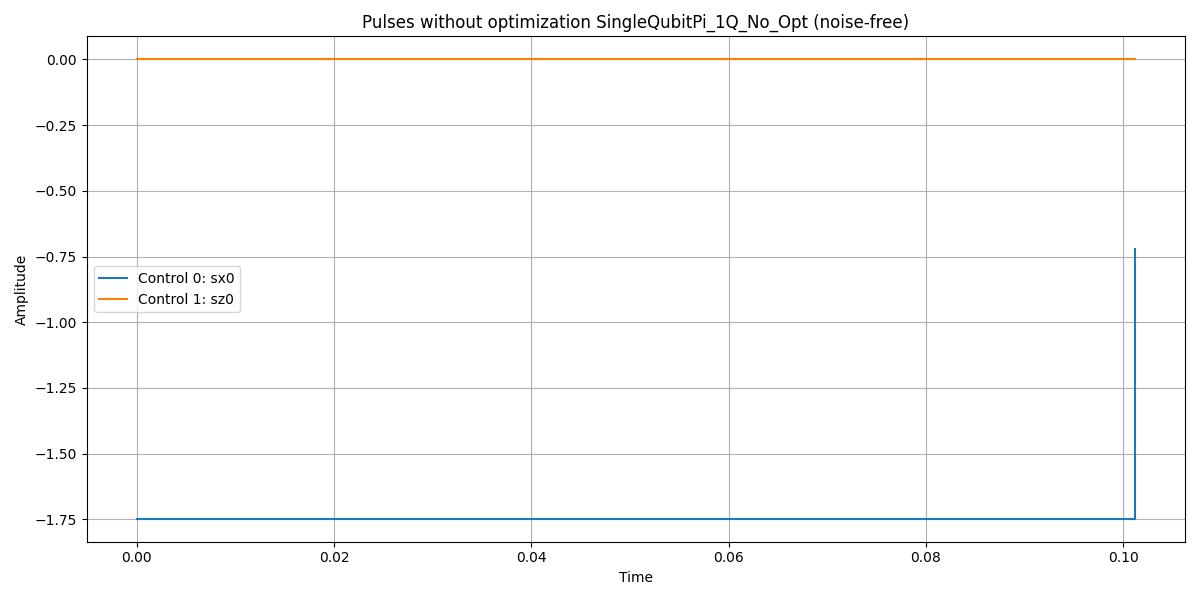 Pulses without optimization SingleQubitPi_1Q_No_Opt (noise-free)
0.00
−0.25
−0.50
−0.75
−1.00
−1.25
−1.50
−1.75
Amplitude
Control 0: sx0
Control 1: sz0
0.00 0.02 0.04 0.06 0.08 0.10
Time